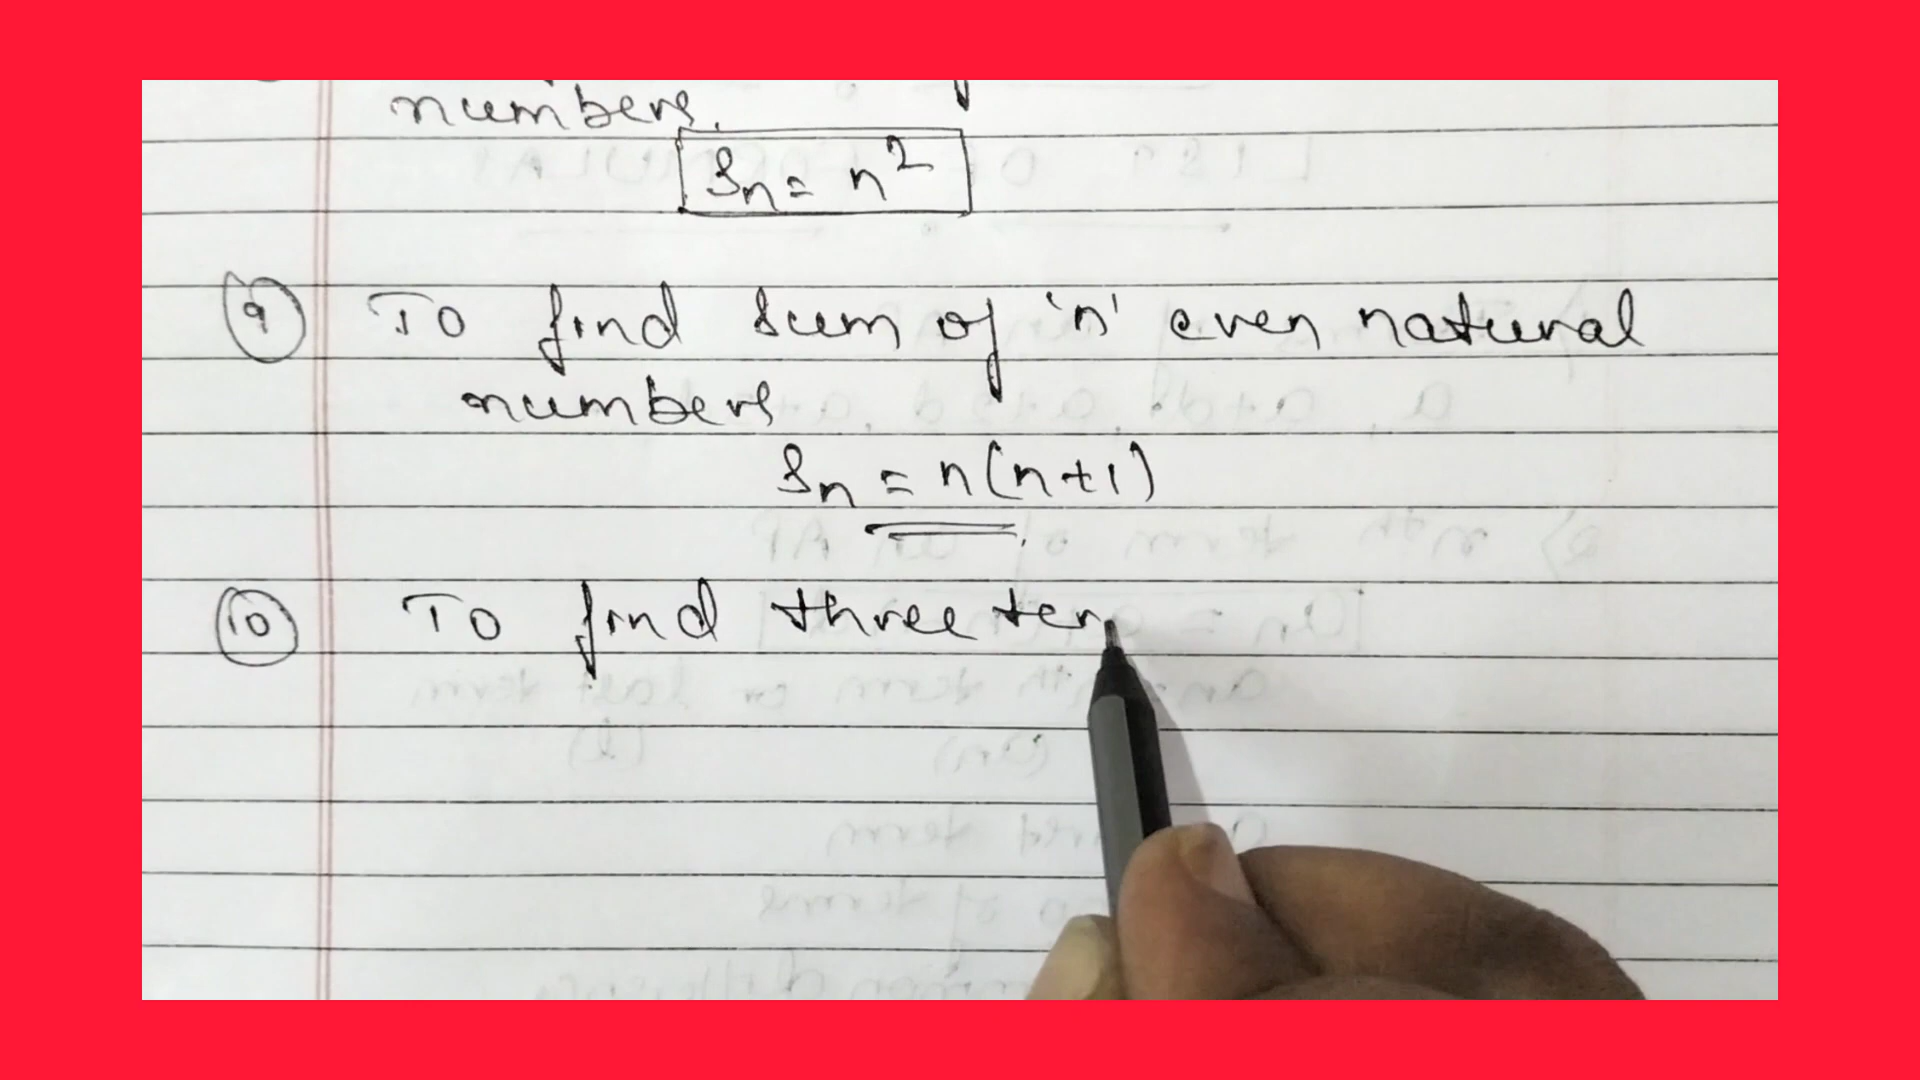 numbers.
Sn = n²
9 To find sum of 'n' even natural
numbers
Sn = n(n+1)
10 To find three ter